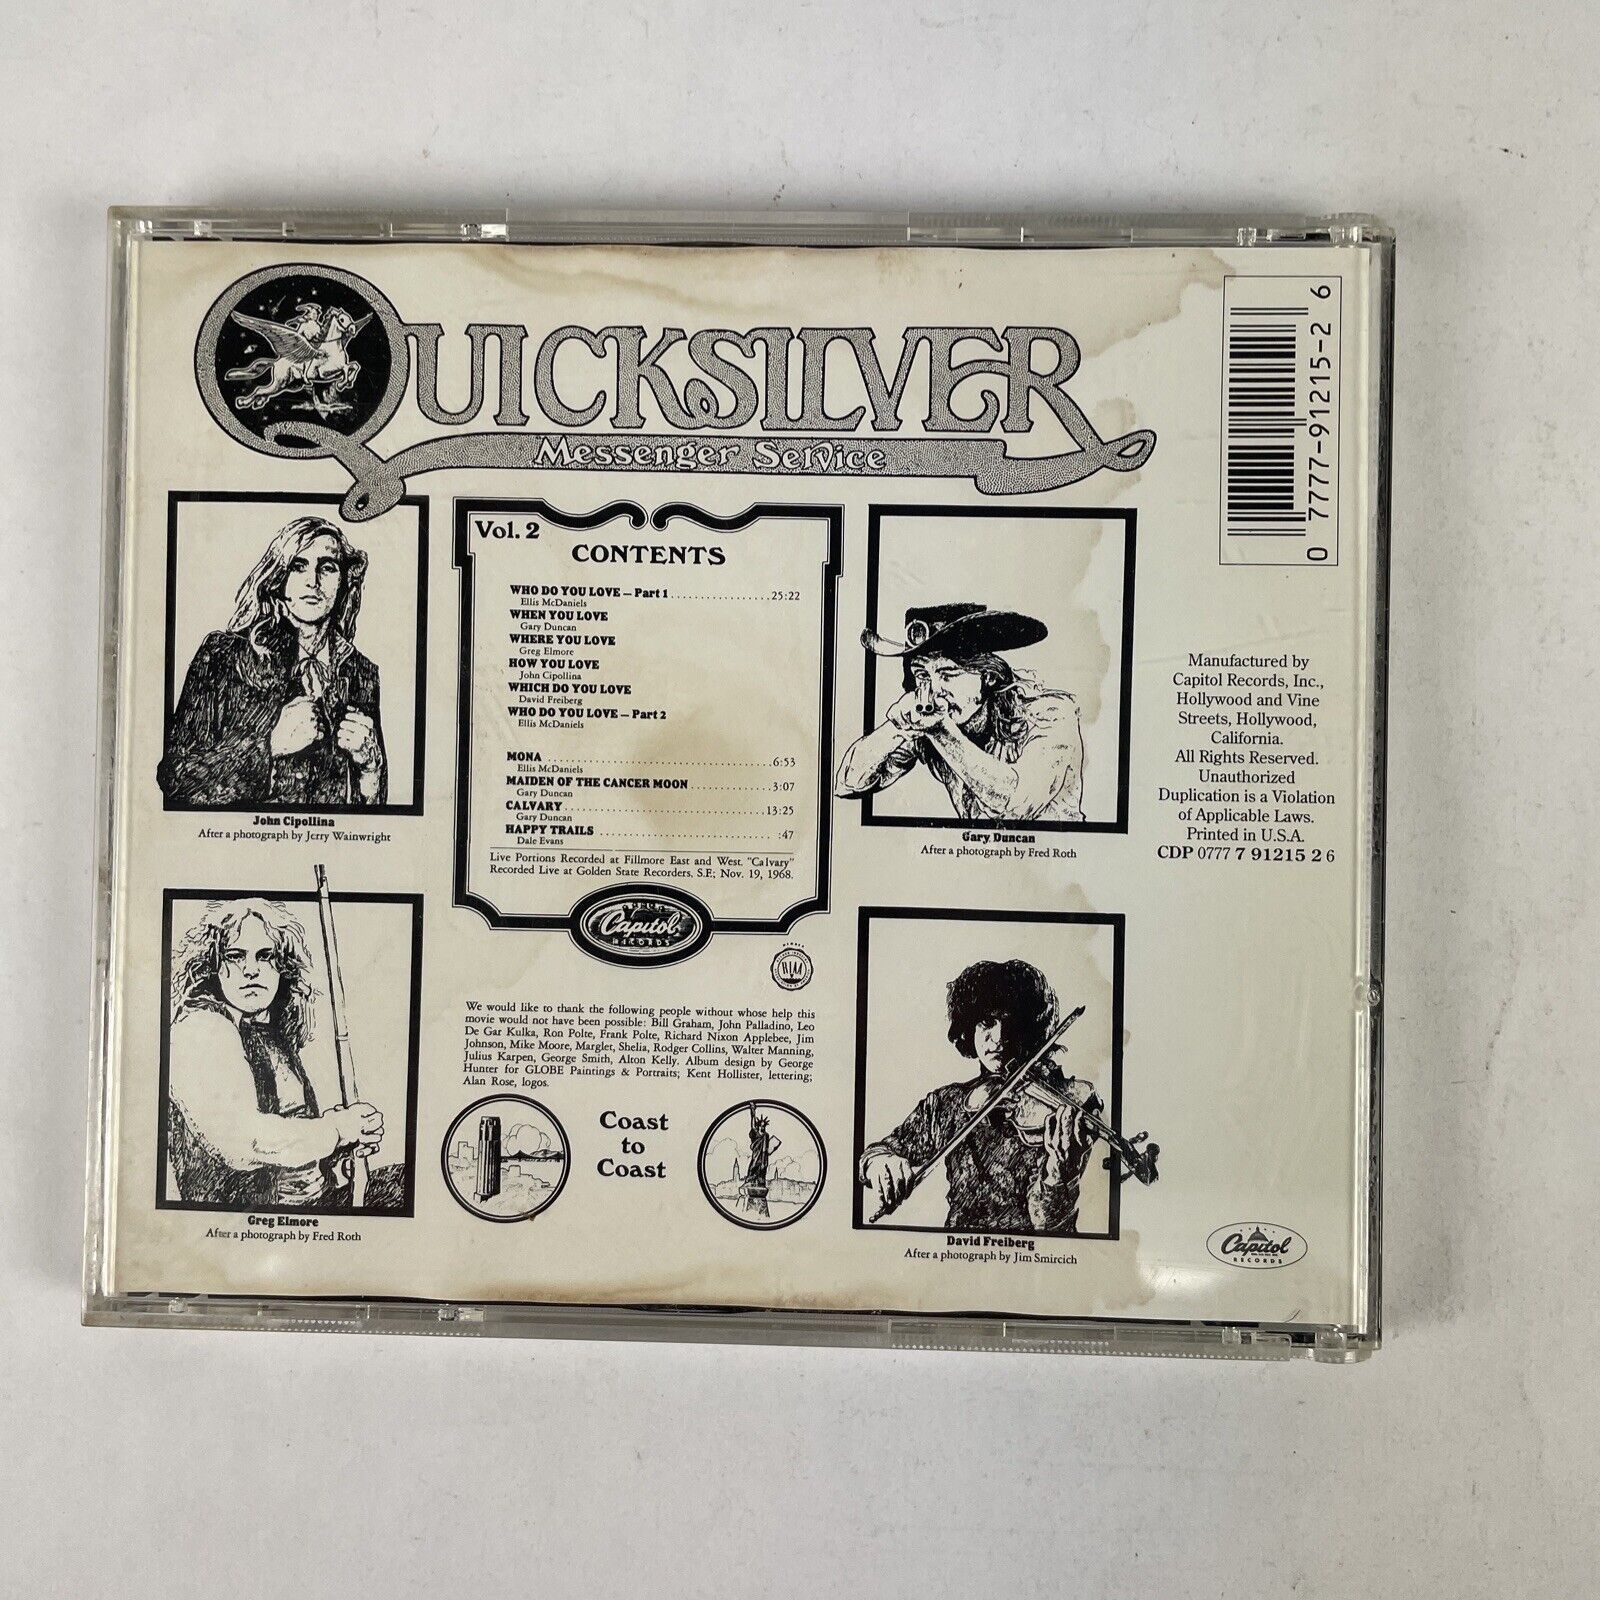 QUICKSILVER
Messenger Service
Vol. 2
CONTENTS
WHO DO YOU LOVE — Part 1 ..................25:22
Ellis McDaniels
WHEN YOU LOVE
Gary Duncan
WHERE YOU LOVE
Greg Elmore
HOW YOU LOVE
John Cipollina
WHICH DO YOU LOVE
David Freiberg
WHO DO YOU LOVE — Part 2
Ellis McDaniels
MONA ........................................6:53
Ellis McDaniels
MAIDEN OF THE CANCER MOON ..............3:07
Gary Duncan
CALVARY ...................................13:25
Gary Duncan
HAPPY TRAILS ...............................:47
Dale Evans
Live Portions Recorded at Fillmore East and West. "Calvary"
Recorded Live at Golden State Recorders, S.F.; Nov. 19, 1968.
Capitol
RECORDS
We would like to thank the following people without whose help this
movie would not have been possible: Bill Graham, John Palladino, Leo
De Gar Kulka, Ron Polte, Frank Polte, Richard Nixon Applebee, Jim
Johnson, Mike Moore, Marglet, Shelia, Rodger Collins, Walter Manning,
Julius Karpen, George Smith, Alton Kelly. Album design by George
Hunter for GLOBE Paintings & Portraits; Kent Hollister, lettering;
Alan Rose, logos.
Coast
to
Coast
John Cipollina
After a photograph by Jerry Wainwright
Gary Duncan
After a photograph by Fred Roth
Greg Elmore
After a photograph by Fred Roth
David Freiberg
After a photograph by Jim Smircich
0 7777-91215-2 6
Manufactured by
Capitol Records, Inc.,
Hollywood and Vine
Streets, Hollywood,
California.
All Rights Reserved.
Unauthorized
Duplication is a Violation
of Applicable Laws.
Printed in U.S.A.
CDP 0777 7 91215 2 6
Capitol
RECORDS